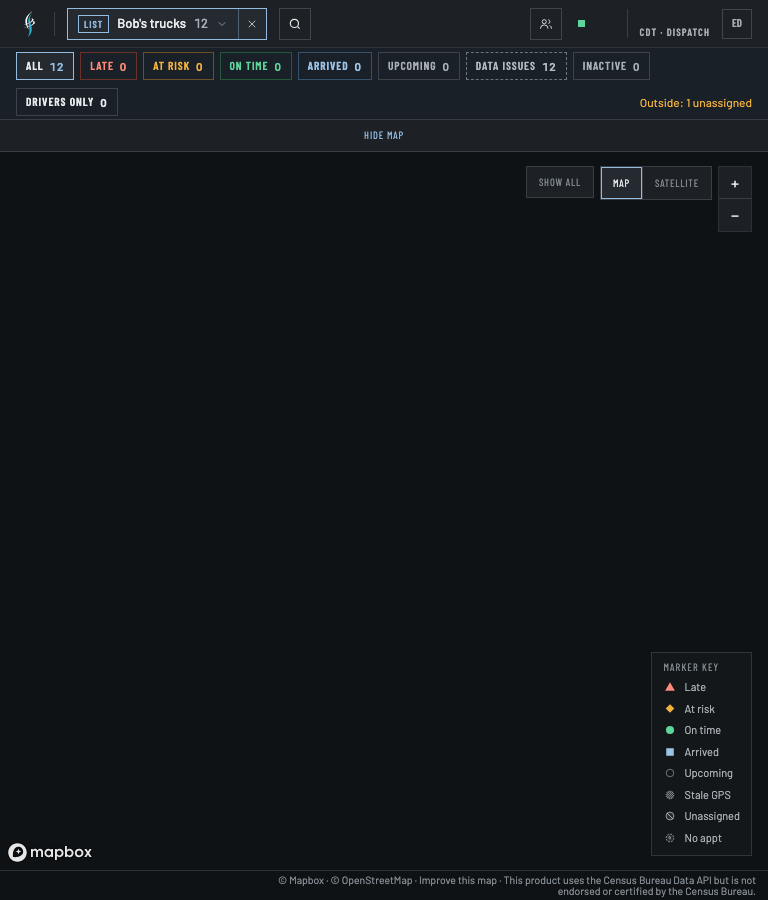 LIST Bob's trucks 12
CDT · DISPATCH
ED
ALL 12
LATE 0
AT RISK 0
ON TIME 0
ARRIVED 0
UPCOMING 0
DATA ISSUES 12
INACTIVE 0
DRIVERS ONLY 0
Outside: 1 unassigned
HIDE MAP
SHOW ALL
MAP
SATELLITE
+
−
MARKER KEY
Late
At risk
On time
Arrived
Upcoming
Stale GPS
Unassigned
No appt
mapbox
© Mapbox · © OpenStreetMap · Improve this map · This product uses the Census Bureau Data API but is not
endorsed or certified by the Census Bureau.